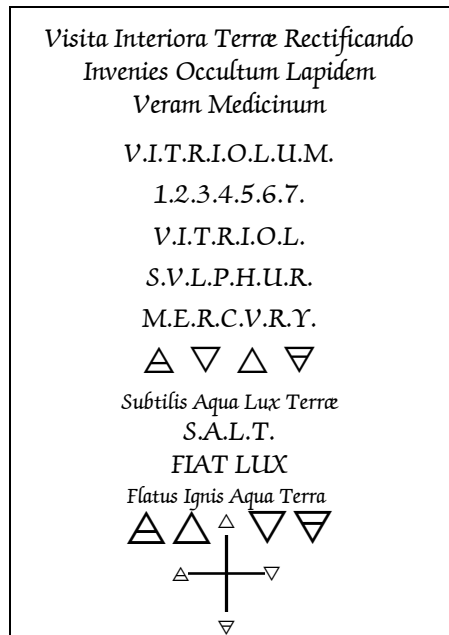 Visita Interiora Terræ Rectificando
Invenies Occultum Lapidem
Veram Medicinum
V.I.T.R.I.O.L.U.M.
1.2.3.4.5.6.7.
V.I.T.R.I.O.L.
S.V.L.P.H.U.R.
M.E.R.C.V.R.Y.
🜁 🜄 🜂 🜃
Subtilis Aqua Lux Terræ
S.A.L.T.
FIAT LUX
Flatus Ignis Aqua Terra
🜁 🜂 🜂 🜄 🜃
🜁 🜄
🜃